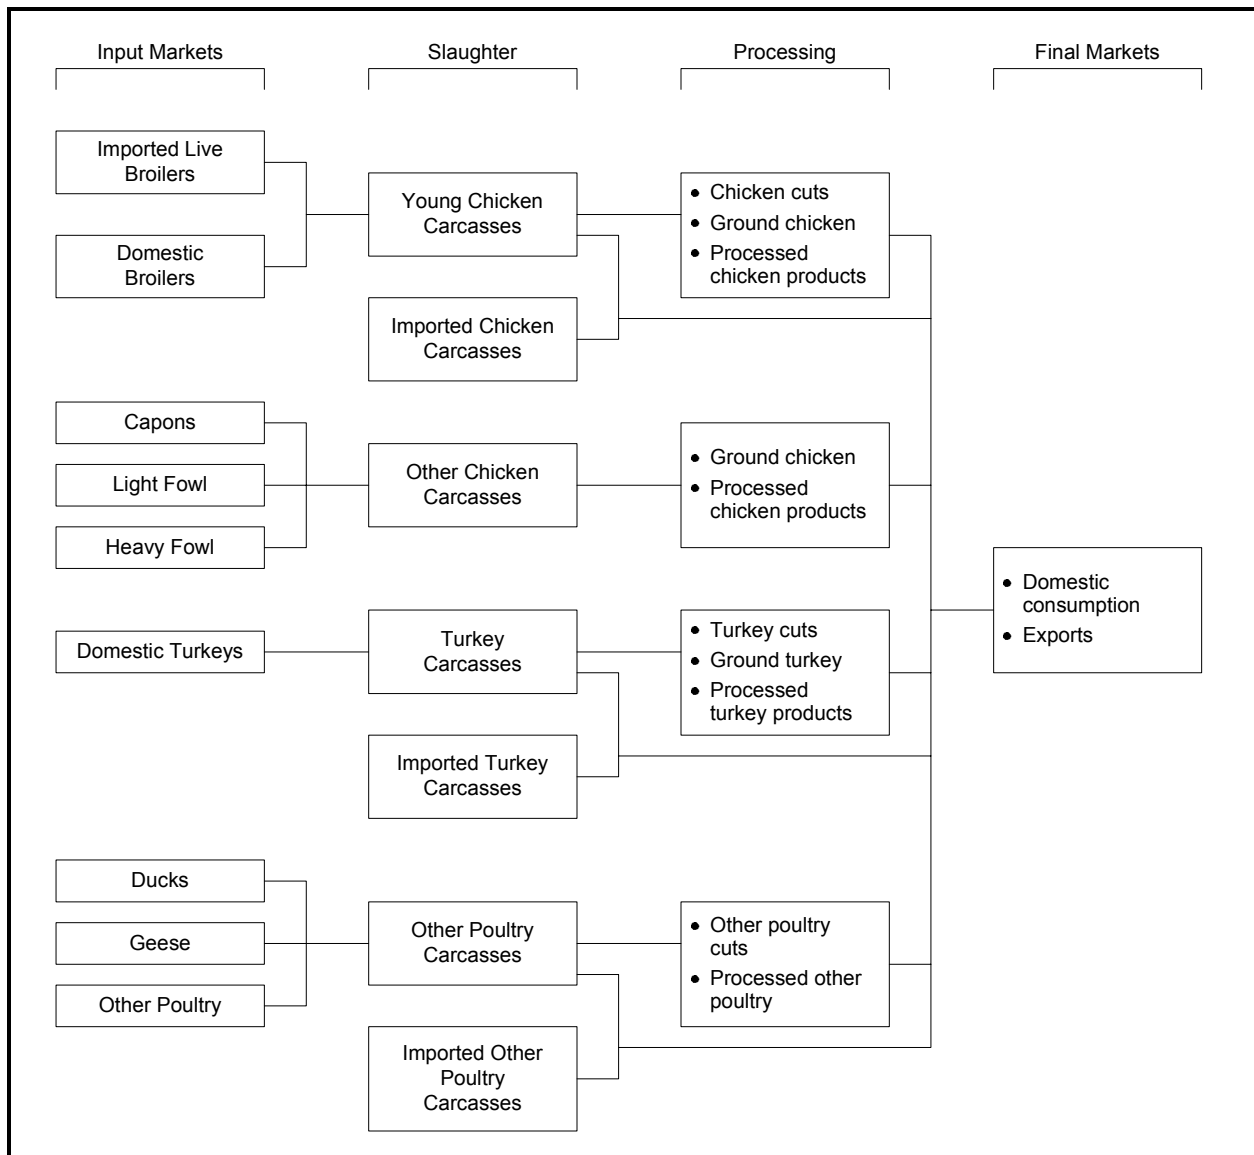 Input Markets
Slaughter
Processing
Final Markets
Imported Live
Broilers
Domestic
Broilers
Young Chicken
Carcasses
Imported Chicken
Carcasses
• Chicken cuts
• Ground chicken
• Processed
chicken products
Capons
Light Fowl
Heavy Fowl
Other Chicken
Carcasses
• Ground chicken
• Processed
chicken products
Domestic Turkeys
Turkey
Carcasses
Imported Turkey
Carcasses
• Turkey cuts
• Ground turkey
• Processed
turkey products
Ducks
Geese
Other Poultry
Other Poultry
Carcasses
Imported Other
Poultry
Carcasses
• Other poultry
cuts
• Processed other
poultry
• Domestic
consumption
• Exports